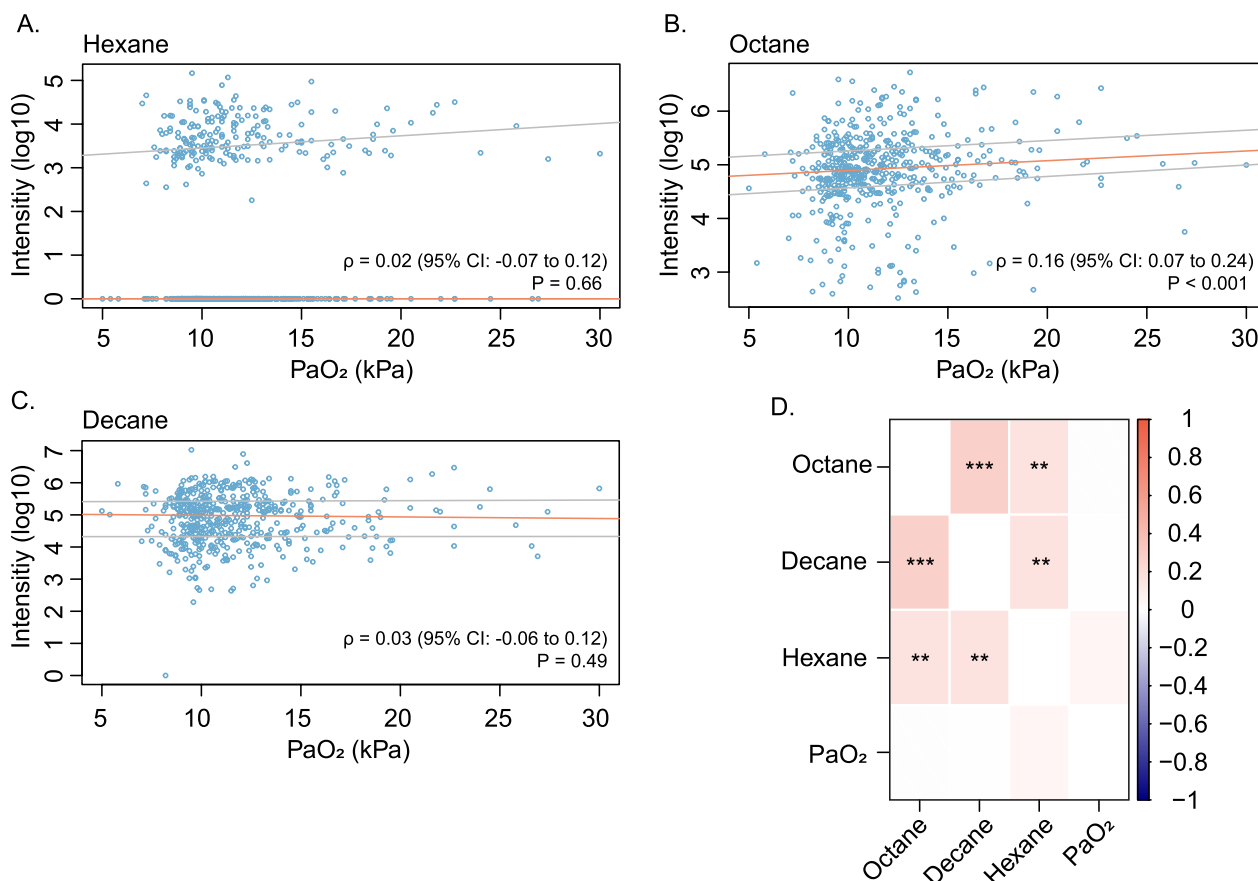 A.
Hexane
Intensitiy (log10)
5
4
3
2
1
0
ρ = 0.02 (95% CI: -0.07 to 0.12)
P = 0.66
5 10 15 20 25 30
PaO₂ (kPa)
B.
Octane
Intensitiy (log10)
6
5
4
3
ρ = 0.16 (95% CI: 0.07 to 0.24)
P < 0.001
5 10 15 20 25 30
PaO₂ (kPa)
C.
Decane
Intensitiy (log10)
7
6
5
4
3
2
1
0
ρ = 0.03 (95% CI: -0.06 to 0.12)
P = 0.49
5 10 15 20 25 30
PaO₂ (kPa)
D.
Octane *** **
Decane *** **
Hexane ** **
PaO₂
Octane Decane Hexane PaO₂
1
0.8
0.6
0.4
0.2
0
−0.2
−0.4
−0.6
−0.8
−1